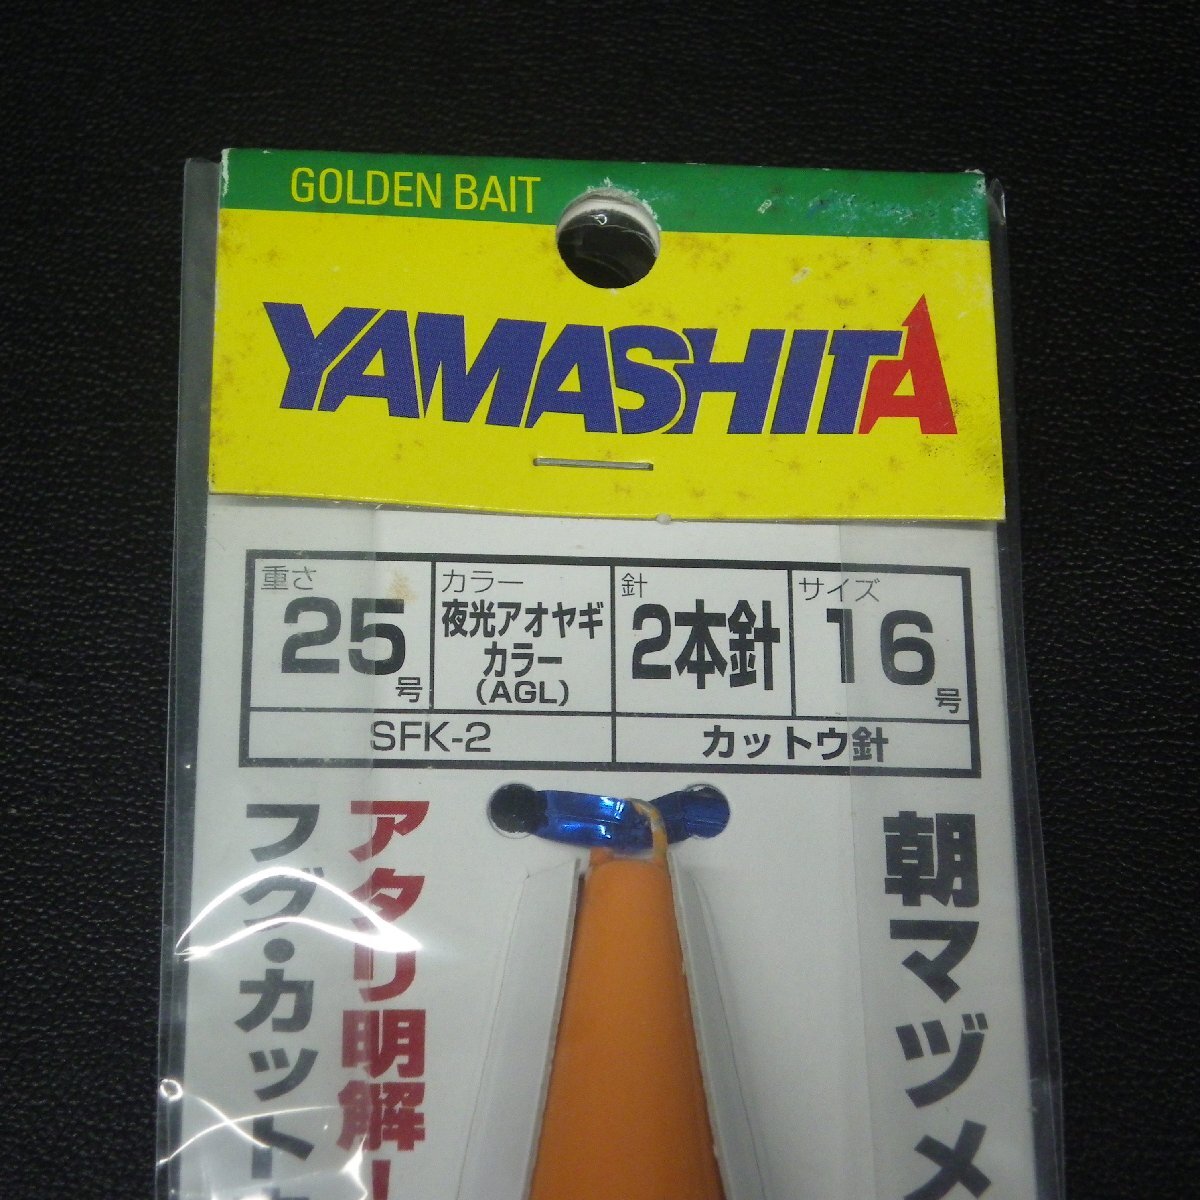 GOLDEN BAIT
YAMASHITA
重さ
25号
カラー
夜光アオヤギ
カラー
(AGL)
針
2本針
サイズ
16号
SFK-2
カットウ針
朝マヅメ
アタリ明解!
フグ・カット